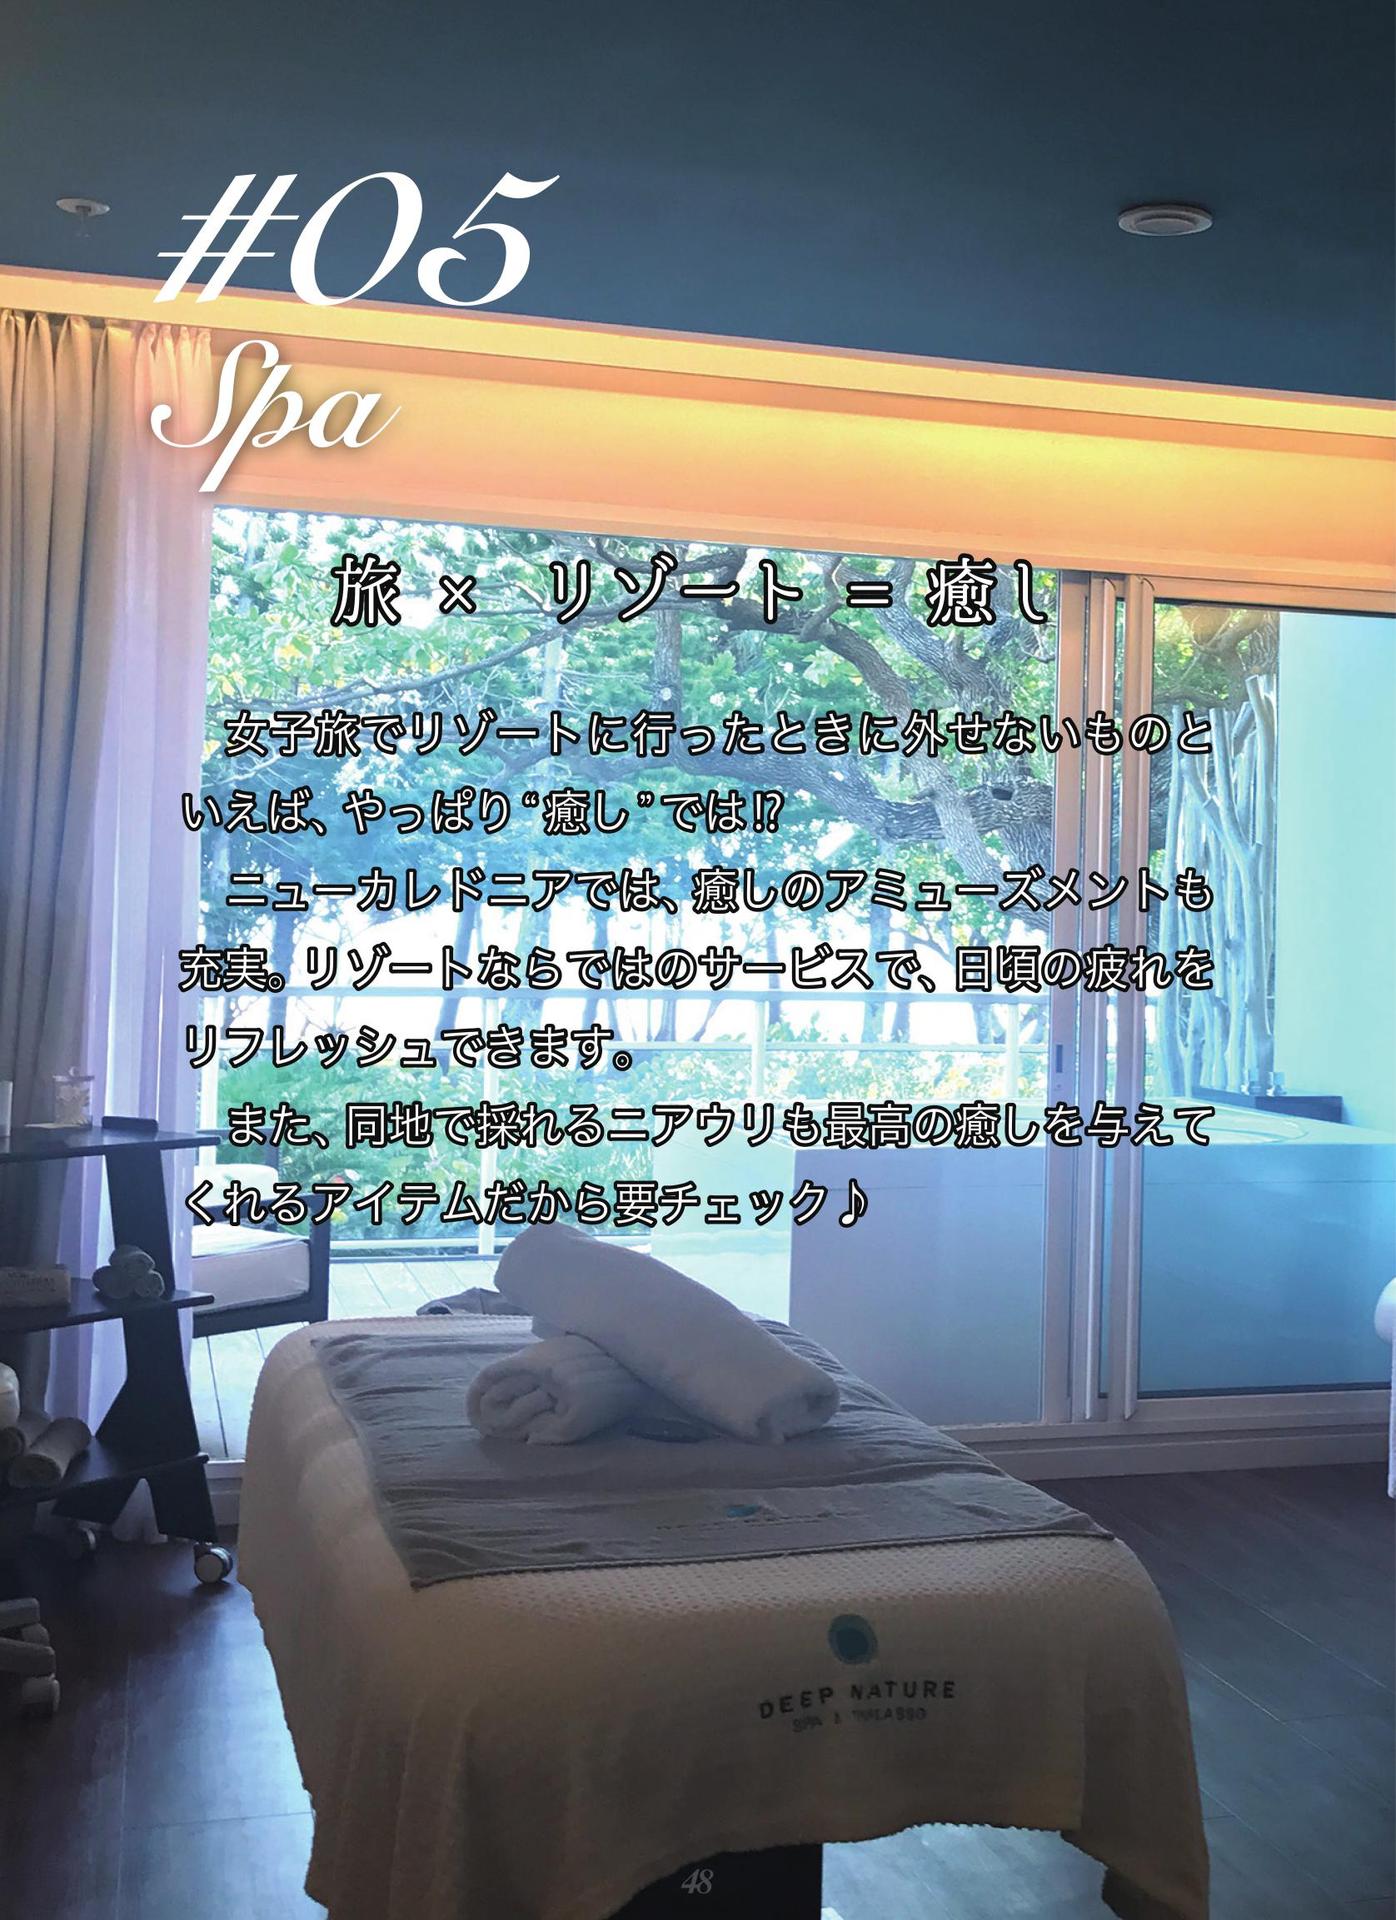 #05
Spa
旅 × リゾート = 癒し
女子旅でリゾートに行ったときに外せないものと
いえば、やっぱり“癒し”では⁉
ニューカレドニアでは、癒しのアミューズメントも
充実。リゾートならではのサービスで、日頃の疲れを
リフレッシュできます。
また、同地で採れるニアウリも最高の癒しを与えて
くれるアイテムだから要チェック♪
DEEP NATURE
SPA & THALASSO
48